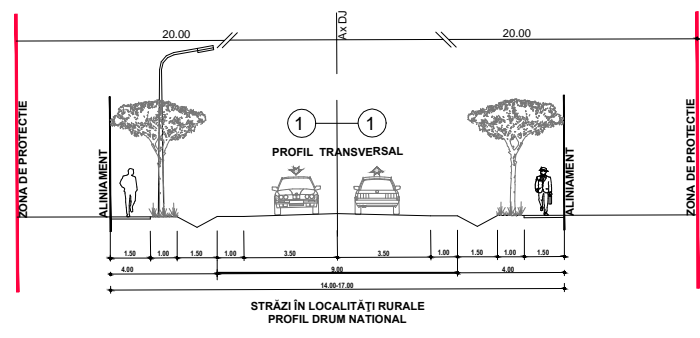 20.00
Ax DJ
20.00
ZONA DE PROTECTIE
ALINIAMENT
1 1
PROFIL TRANSVERSAL
ALINIAMENT
ZONA DE PROTECTIE
1.50 1.00 1.50 1.00 3.50 3.50 1.00 1.50 1.00 1.50
4.00 9.00 4.00
14.00-17.00
STRĂZI ÎN LOCALITĂŢI RURALE
PROFIL DRUM NATIONAL